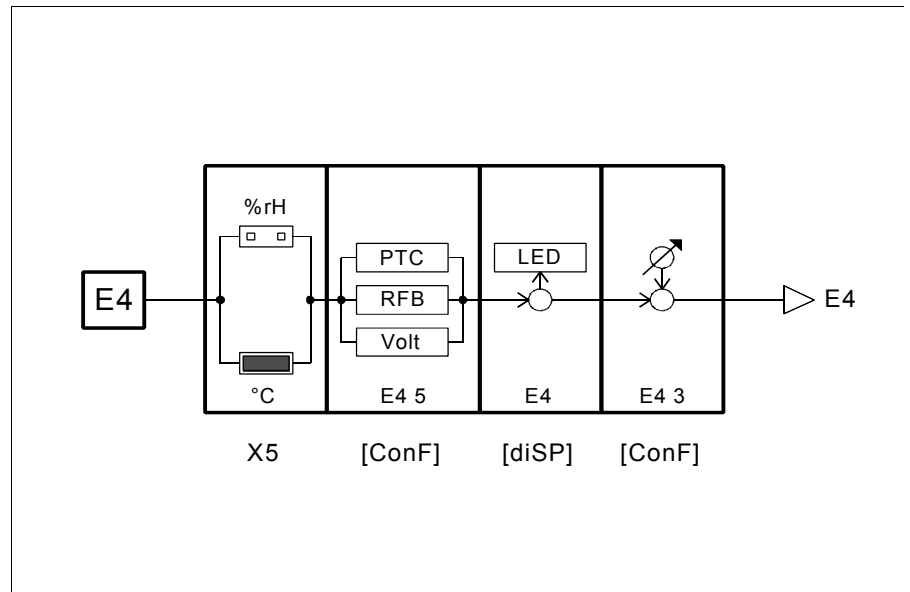 %rH
PTC
LED
E4
RFB
E4
Volt
°C
E4 5
E4
E4 3
X5
[ConF]
[diSP]
[ConF]